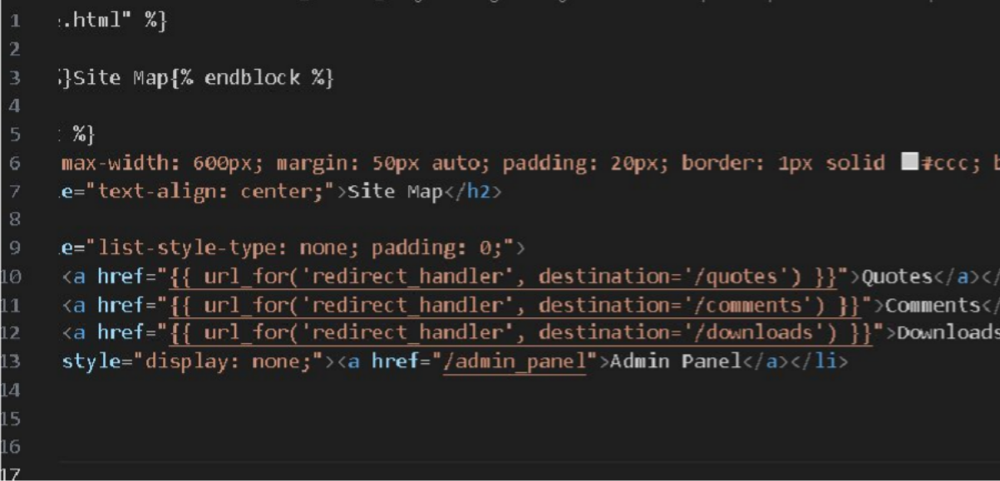 1 .html" %}
2
3 %}Site Map{% endblock %}
4
5 %}
6 max-width: 600px; margin: 50px auto; padding: 20px; border: 1px solid #ccc; b
7 e="text-align: center;">Site Map</h2>
8
9 e="list-style-type: none; padding: 0;">
10 <a href="{{ url_for('redirect_handler', destination='/quotes') }}">Quotes</a></
11 <a href="{{ url_for('redirect_handler', destination='/comments') }}">Comments</
12 <a href="{{ url_for('redirect_handler', destination='/downloads') }}">Downloads
13 style="display: none;"><a href="/admin_panel">Admin Panel</a></li>
14
15
16
17